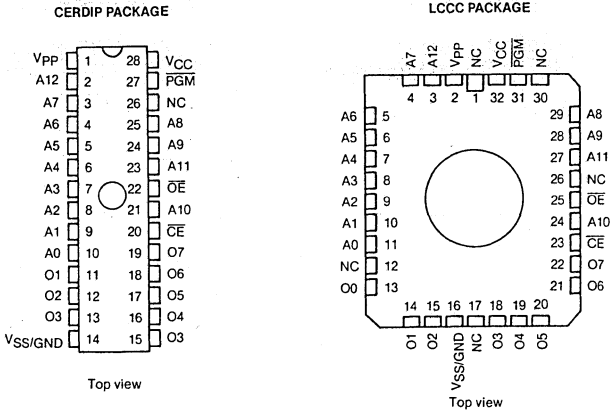 CERDIP PACKAGE
VPP 1 28 VCC
A12 2 27 PGM
A7 3 26 NC
A6 4 25 A8
A5 5 24 A9
A4 6 23 A11
A3 7 22 OE
A2 8 21 A10
A1 9 20 CE
A0 10 19 O7
O1 11 18 O6
O2 12 17 O5
O3 13 16 O4
VSS/GND 14 15 O3
Top view
LCCC PACKAGE
A7 A12 VPP NC VCC PGM NC
4 3 2 1 32 31 30
A6 5 29 A8
A5 6 28 A9
A4 7 27 A11
A3 8 26 NC
A2 9 25 OE
A1 10 24 A10
A0 11 23 CE
NC 12 22 O7
O0 13 21 O6
14 15 16 17 18 19 20
O1 O2 VSS/GND NC O3 O4 O5
Top view